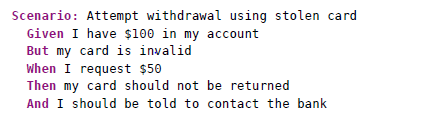 Scenario: Attempt withdrawal using stolen card
Given I have $100 in my account
But my card is invalid
When I request $50
Then my card should not be returned
And I should be told to contact the bank